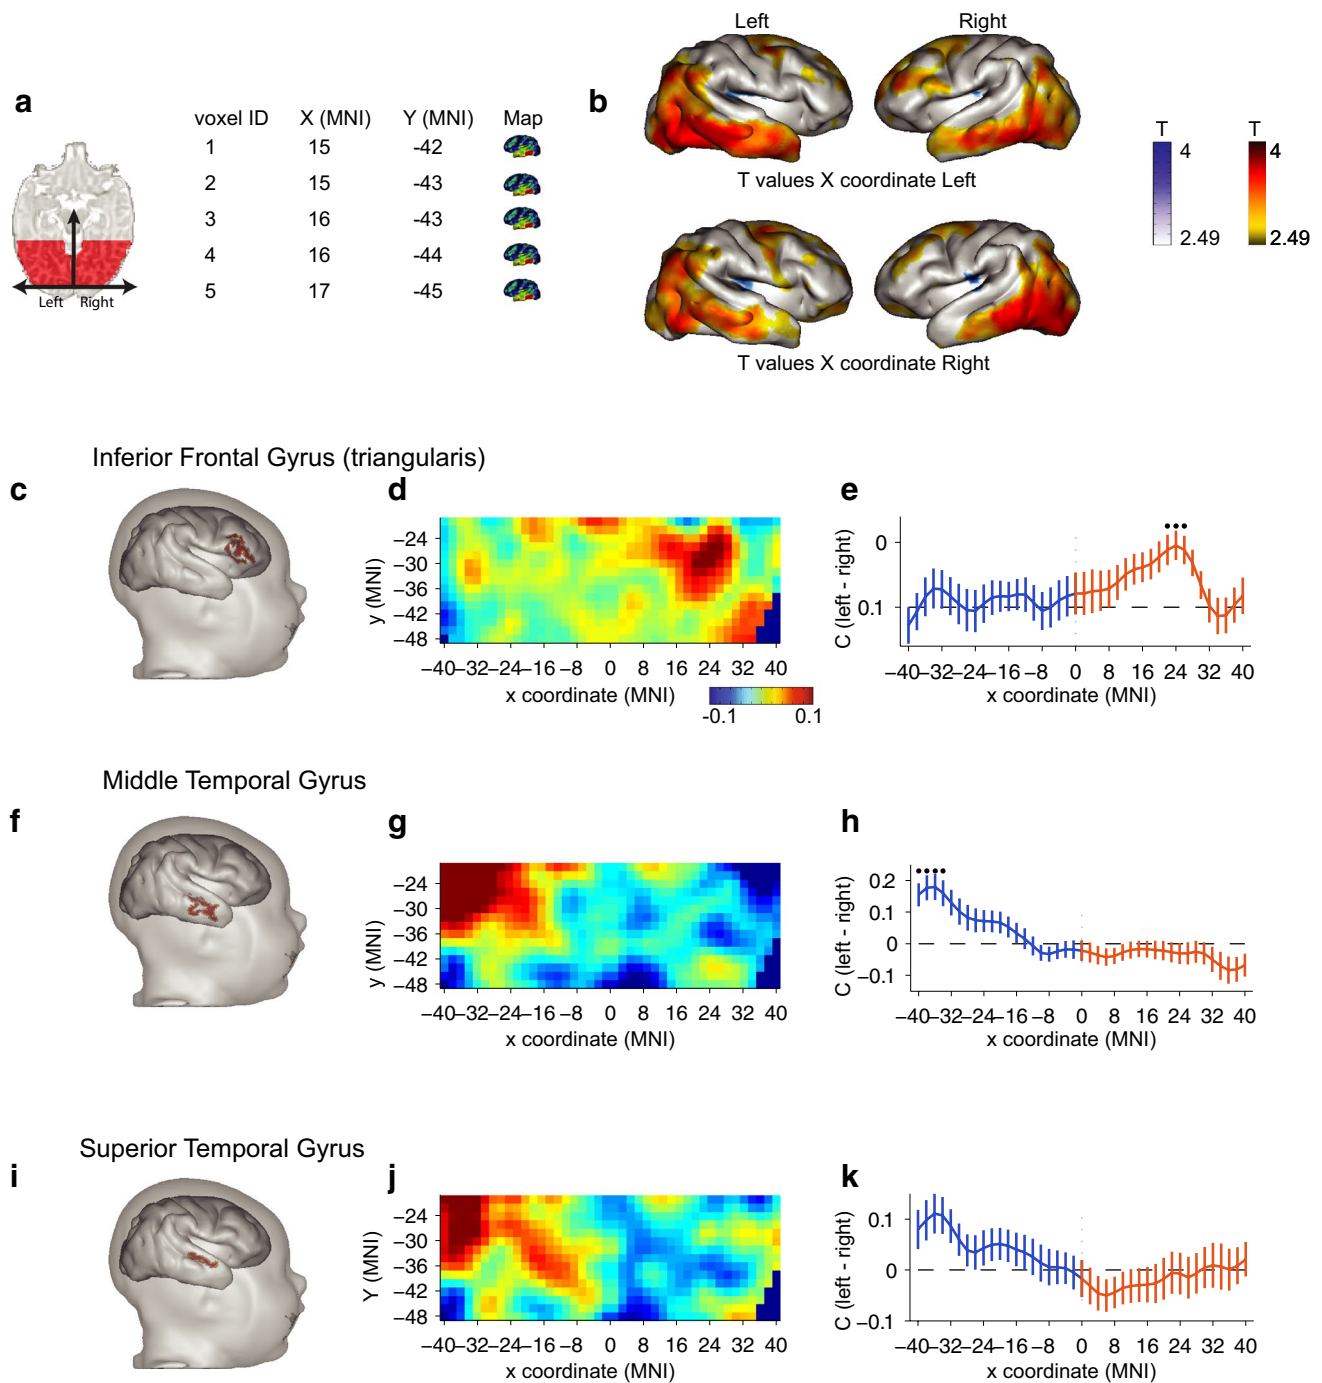 a
voxel ID X (MNI) Y (MNI) Map
1 15 -42
2 15 -43
3 16 -43
4 16 -44
5 17 -45
Left Right
b
Left Right
T values X coordinate Left
T values X coordinate Right
T T
4 4
2.49 2.49
Inferior Frontal Gyrus (triangularis)
c
d
y (MNI)
−24
−30
−36
−42
−48
−40 −32 −24 −16 −8 0 8 16 24 32 40
x coordinate (MNI)
-0.1 0.1
e
C (left - right)
0
0.1
−40 −32 −24 −16 −8 0 8 16 24 32 40
x coordinate (MNI)
Middle Temporal Gyrus
f
g
y (MNI)
−24
−30
−36
−42
−48
−40 −32 −24 −16 −8 0 8 16 24 32 40
x coordinate (MNI)
h
C (left - right)
0.2
0.1
0
−0.1
−40 −32 −24 −16 −8 0 8 16 24 32 40
x coordinate (MNI)
Superior Temporal Gyrus
i
j
Y (MNI)
−24
−30
−36
−42
−48
−40 −32 −24 −16 −8 0 8 16 24 32 40
x coordinate (MNI)
k
C (left - right)
0.1
0
−0.1
−40 −32 −24 −16 −8 0 8 16 24 32 40
x coordinate (MNI)